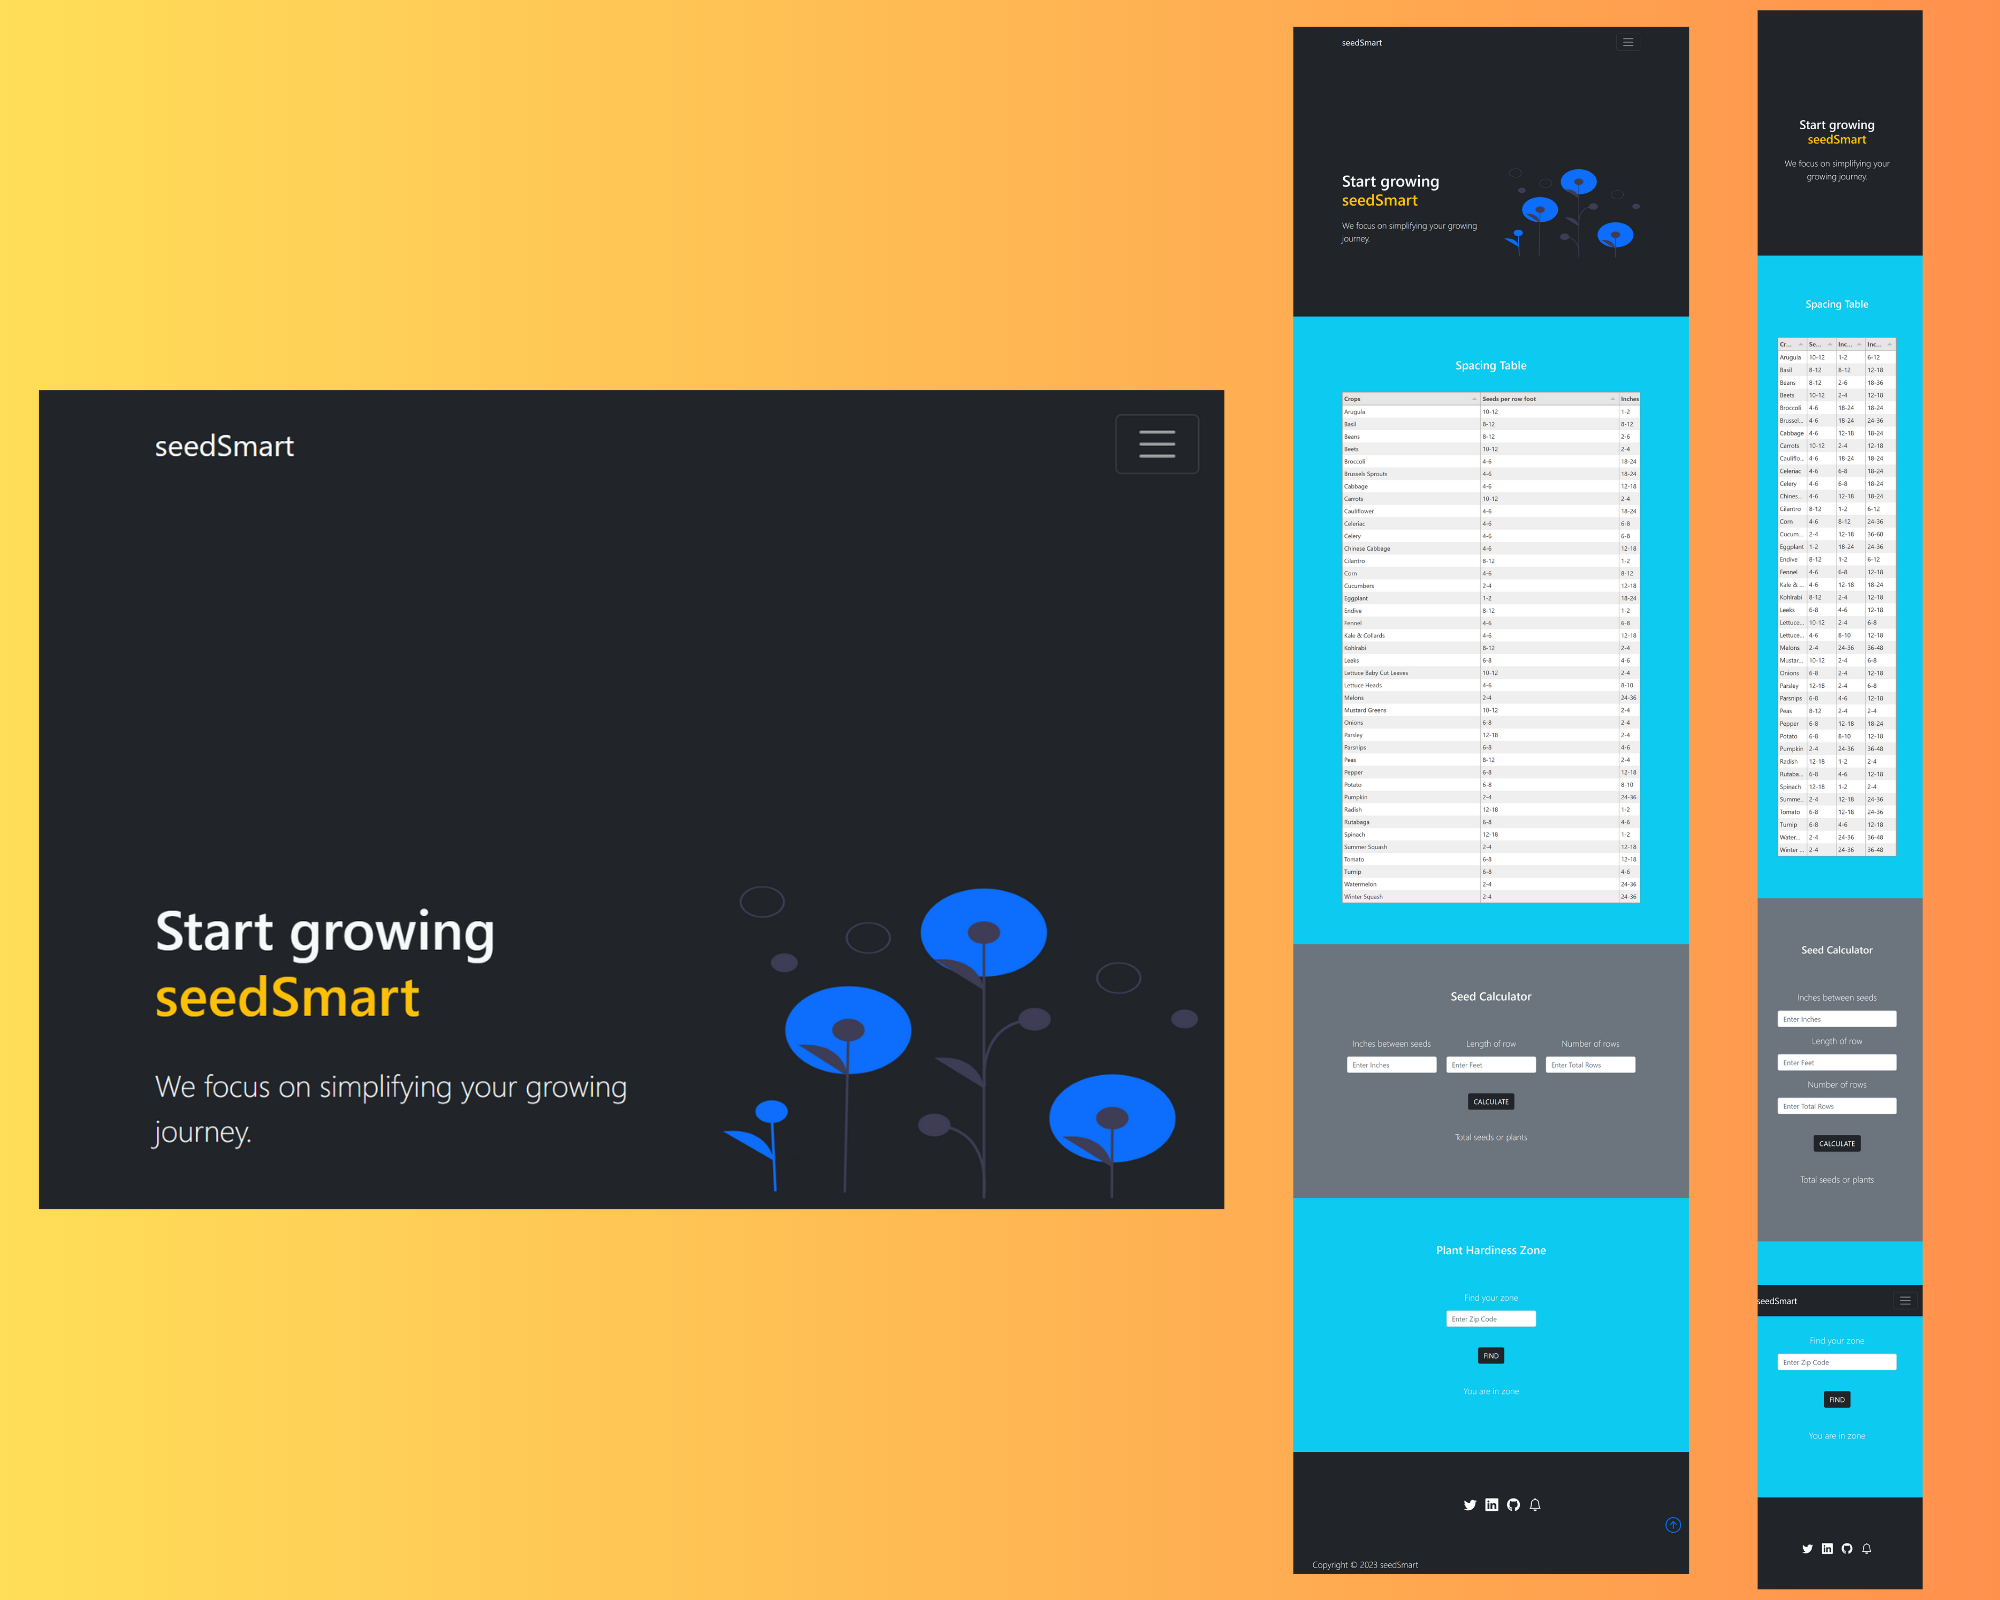 seedSmart
Start growing
seedSmart
We focus on simplifying your growing
journey.
seedSmart
Start growing
seedSmart
We focus on simplifying your growing
journey.
Spacing Table
Crops Seeds per row foot Inches
Arugula 10-12 1-2
Basil 8-12 8-12
Beans 8-12 2-6
Beets 10-12 2-4
Broccoli 4-6 18-24
Brussels Sprouts 4-6 18-24
Cabbage 4-6 12-18
Carrots 10-12 2-4
Cauliflower 4-6 18-24
Celeriac 4-6 6-8
Celery 4-6 6-8
Chinese Cabbage 4-6 12-18
Cilantro 8-12 1-2
Corn 4-6 8-12
Cucumbers 2-4 12-18
Eggplant 1-2 18-24
Endive 8-12 1-2
Fennel 4-6 6-8
Kale & Collards 4-6 12-18
Kohlrabi 8-12 2-4
Leeks 6-8 4-6
Lettuce Baby Cut Leaves 10-12 2-4
Lettuce Heads 4-6 8-10
Melons 2-4 24-36
Mustard Greens 10-12 2-4
Onions 6-8 2-4
Parsley 12-18 2-4
Parsnips 6-8 4-6
Peas 8-12 2-4
Pepper 6-8 12-18
Potato 6-8 8-10
Pumpkin 2-4 24-36
Radish 12-18 1-2
Rutabaga 6-8 4-6
Spinach 12-18 1-2
Summer Squash 2-4 12-18
Tomato 6-8 12-18
Turnip 6-8 4-6
Watermelon 2-4 24-36
Winter Squash 2-4 24-36
Seed Calculator
Inches between seeds Length of row Number of rows
Enter Inches Enter Feet Enter Total Rows
CALCULATE
Total seeds or plants
Plant Hardiness Zone
Find your zone
Enter Zip Code
FIND
You are in zone
Copyright © 2023 seedSmart
Start growing
seedSmart
We focus on simplifying your
growing journey.
Spacing Table
Cr... Se... Inc... Inc...
Arugula 10-12 1-2 6-12
Basil 8-12 8-12 12-18
Beans 8-12 2-6 18-36
Beets 10-12 2-4 12-18
Broccoli 4-6 18-24 18-24
Brussel... 4-6 18-24 24-36
Cabbage 4-6 12-18 18-24
Carrots 10-12 2-4 12-18
Cauliflo... 4-6 18-24 18-24
Celeriac 4-6 6-8 18-24
Celery 4-6 6-8 18-24
Chines... 4-6 12-18 18-24
Cilantro 8-12 1-2 6-12
Corn 4-6 8-12 24-36
Cucum... 2-4 12-18 36-60
Eggplant 1-2 18-24 24-36
Endive 8-12 1-2 6-12
Fennel 4-6 6-8 12-18
Kale & ... 4-6 12-18 18-24
Kohlrabi 8-12 2-4 12-18
Leeks 6-8 4-6 12-18
Lettuce... 10-12 2-4 6-8
Lettuce... 4-6 8-10 12-18
Melons 2-4 24-36 36-48
Mustar... 10-12 2-4 6-8
Onions 6-8 2-4 12-18
Parsley 12-18 2-4 6-8
Parsnips 6-8 4-6 12-18
Peas 8-12 2-4 2-4
Pepper 6-8 12-18 18-24
Potato 6-8 8-10 12-18
Pumpkin 2-4 24-36 36-48
Radish 12-18 1-2 2-4
Rutaba... 6-8 4-6 12-18
Spinach 12-18 1-2 2-4
Summe... 2-4 12-18 24-36
Tomato 6-8 12-18 24-36
Turnip 6-8 4-6 12-18
Water... 2-4 24-36 36-48
Winter ... 2-4 24-36 36-48
Seed Calculator
Inches between seeds
Enter Inches
Length of row
Enter Feet
Number of rows
Enter Total Rows
CALCULATE
Total seeds or plants
seedSmart
Find your zone
Enter Zip Code
FIND
You are in zone